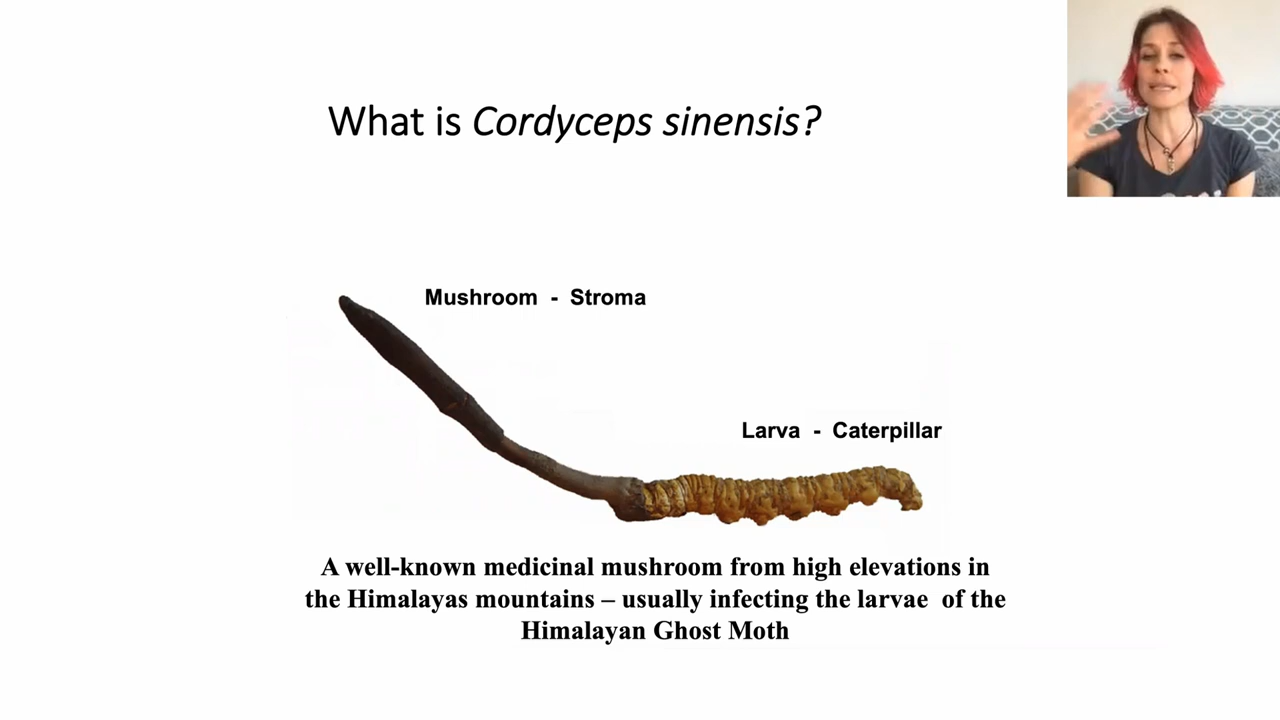 What is Cordyceps sinensis?
Mushroom - Stroma
Larva - Caterpillar
A well-known medicinal mushroom from high elevations in
the Himalayas mountains – usually infecting the larvae of the
Himalayan Ghost Moth